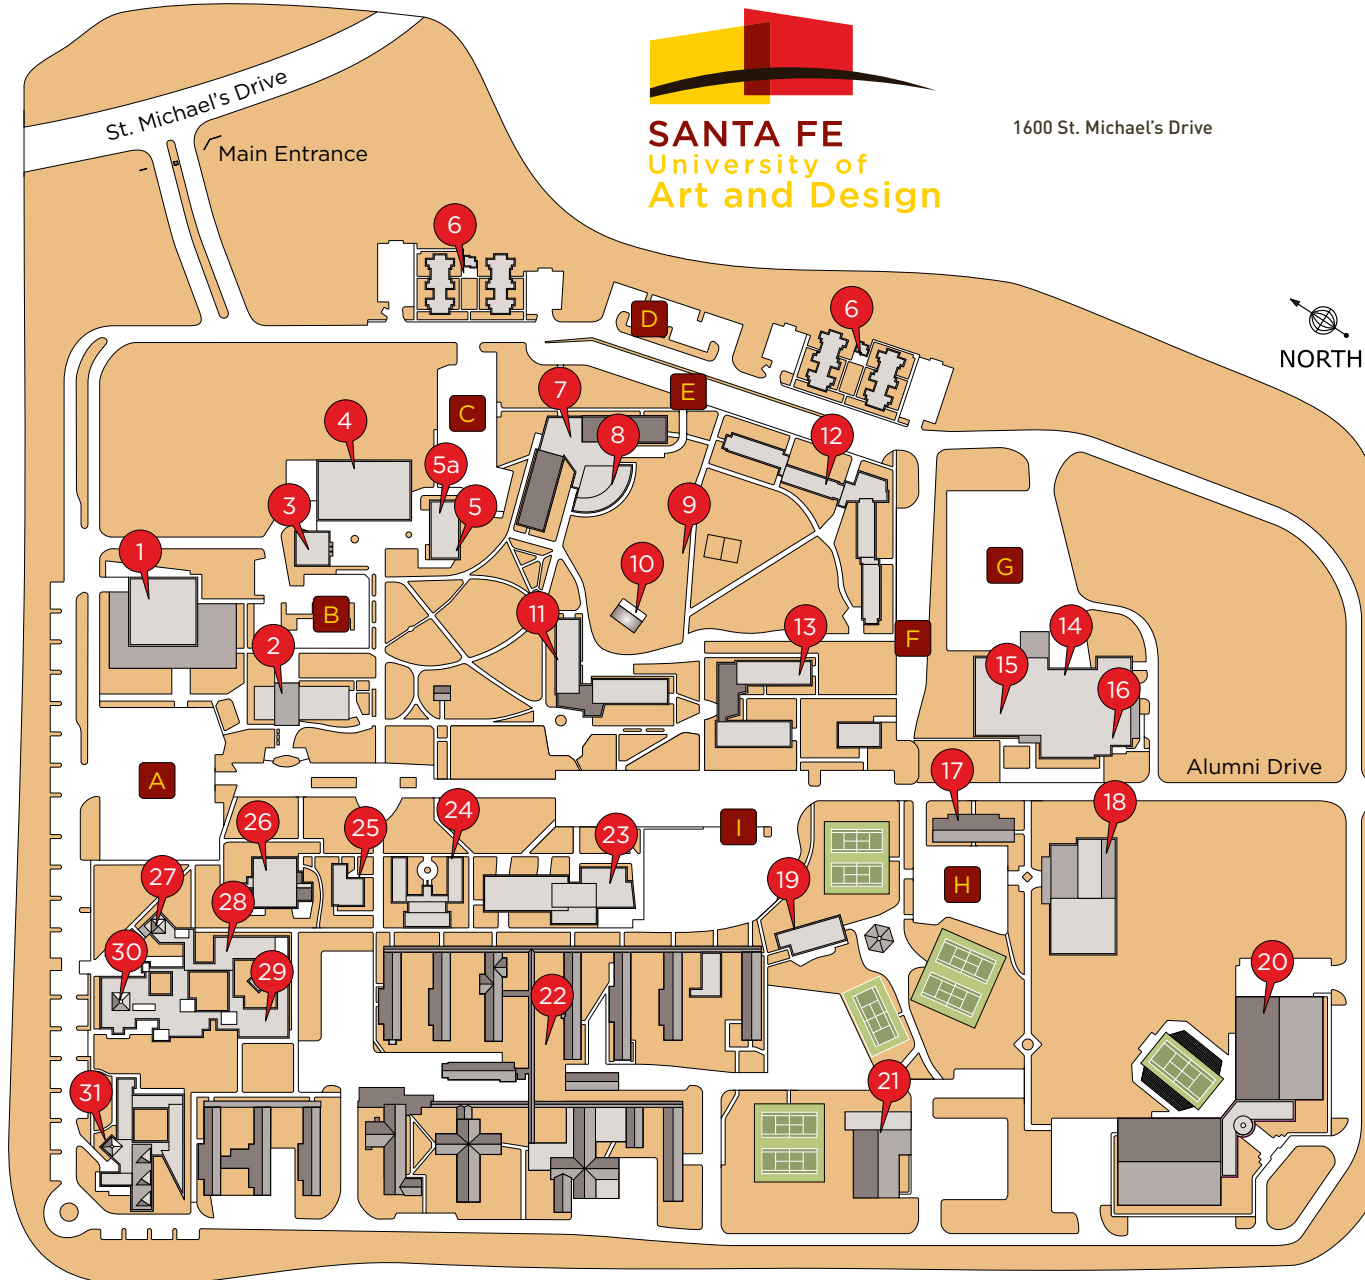 SANTA FE
University of
Art and Design
1600 St. Michael's Drive
St. Michael's Drive
Main Entrance
6
D
6
NORTH
7
E
C
4
8
12
5a
3
5
9
1
10
G
11
B
13
F
2
14
15
16
A
17
Alumni Drive
18
24
25
26
23
I
27
19
H
28
30
29
20
22
31
21